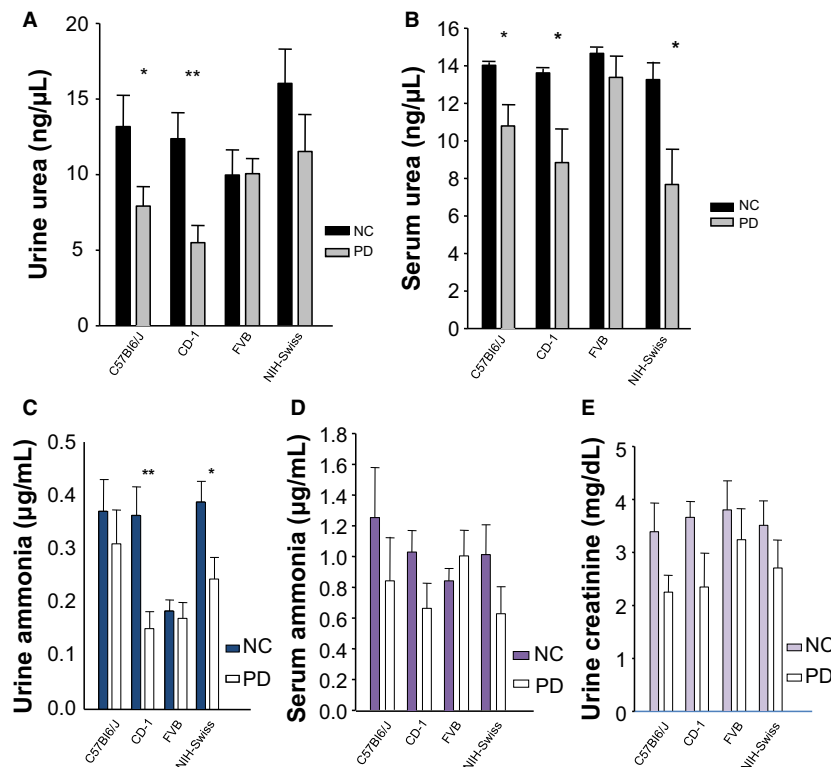 A
Urine urea (ng/µL)
20
15
10
5
0
*
**
NC
PD
C57Bl6/J
CD-1
FVB
NIH-Swiss
B
Serum urea (ng/µL)
16
14
12
10
8
6
4
2
0
*
*
*
NC
PD
C57Bl6/J
CD-1
FVB
NIH-Swiss
C
Urine ammonia (µg/mL)
0.5
0.4
0.3
0.2
0.1
0.0
**
*
NC
PD
C57Bl6/J
CD-1
FVB
NIH-Swiss
D
Serum ammonia (µg/mL)
1.8
1.6
1.4
1.2
1.0
0.8
0.6
0.4
0.2
0.0
NC
PD
C57Bl6/J
CD-1
FVB
NIH-Swiss
E
Urine creatinine (mg/dL)
5
4
3
2
1
0
NC
PD
C57Bl6/J
CD-1
FVB
NIH-Swiss